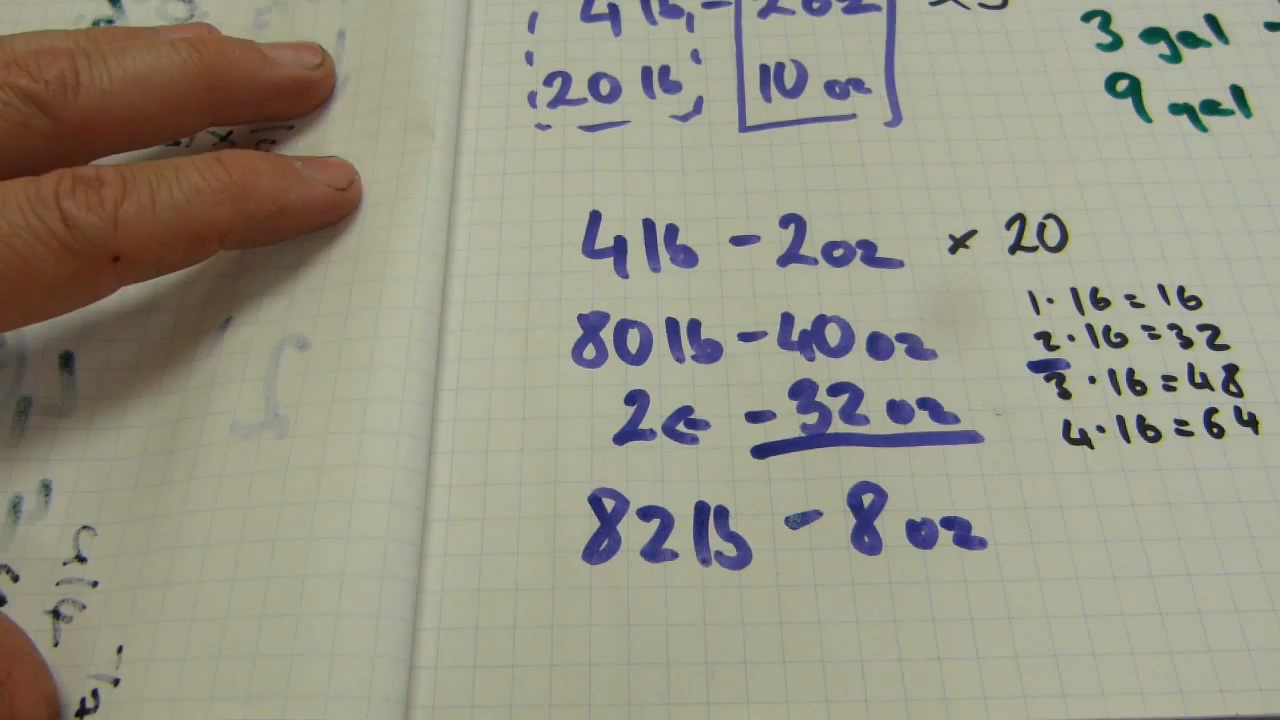 4 lb - 2 oz
20 lb 10 oz
3 gal
9 gal
4 lb - 2 oz × 20
80 lb - 40 oz
2 ← - 32 oz
82 lb - 8 oz
1 · 16 = 16
2 · 16 = 32
3 · 16 = 48
4 · 16 = 64